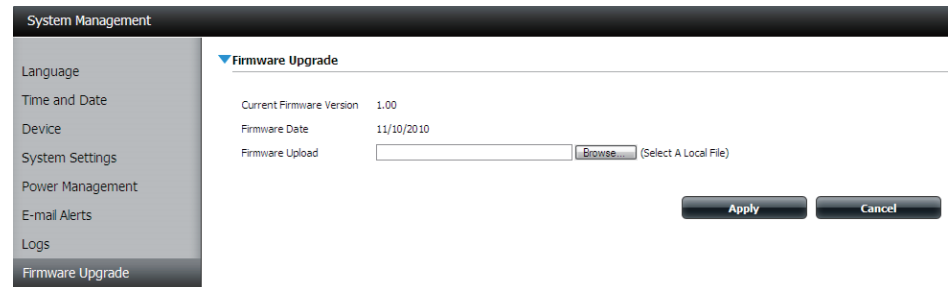 System Management
Language
Time and Date
Device
System Settings
Power Management
E-mail Alerts
Logs
Firmware Upgrade
Firmware Upgrade
Current Firmware Version 1.00
Firmware Date 11/10/2010
Firmware Upload Browse... (Select A Local File)
Apply Cancel